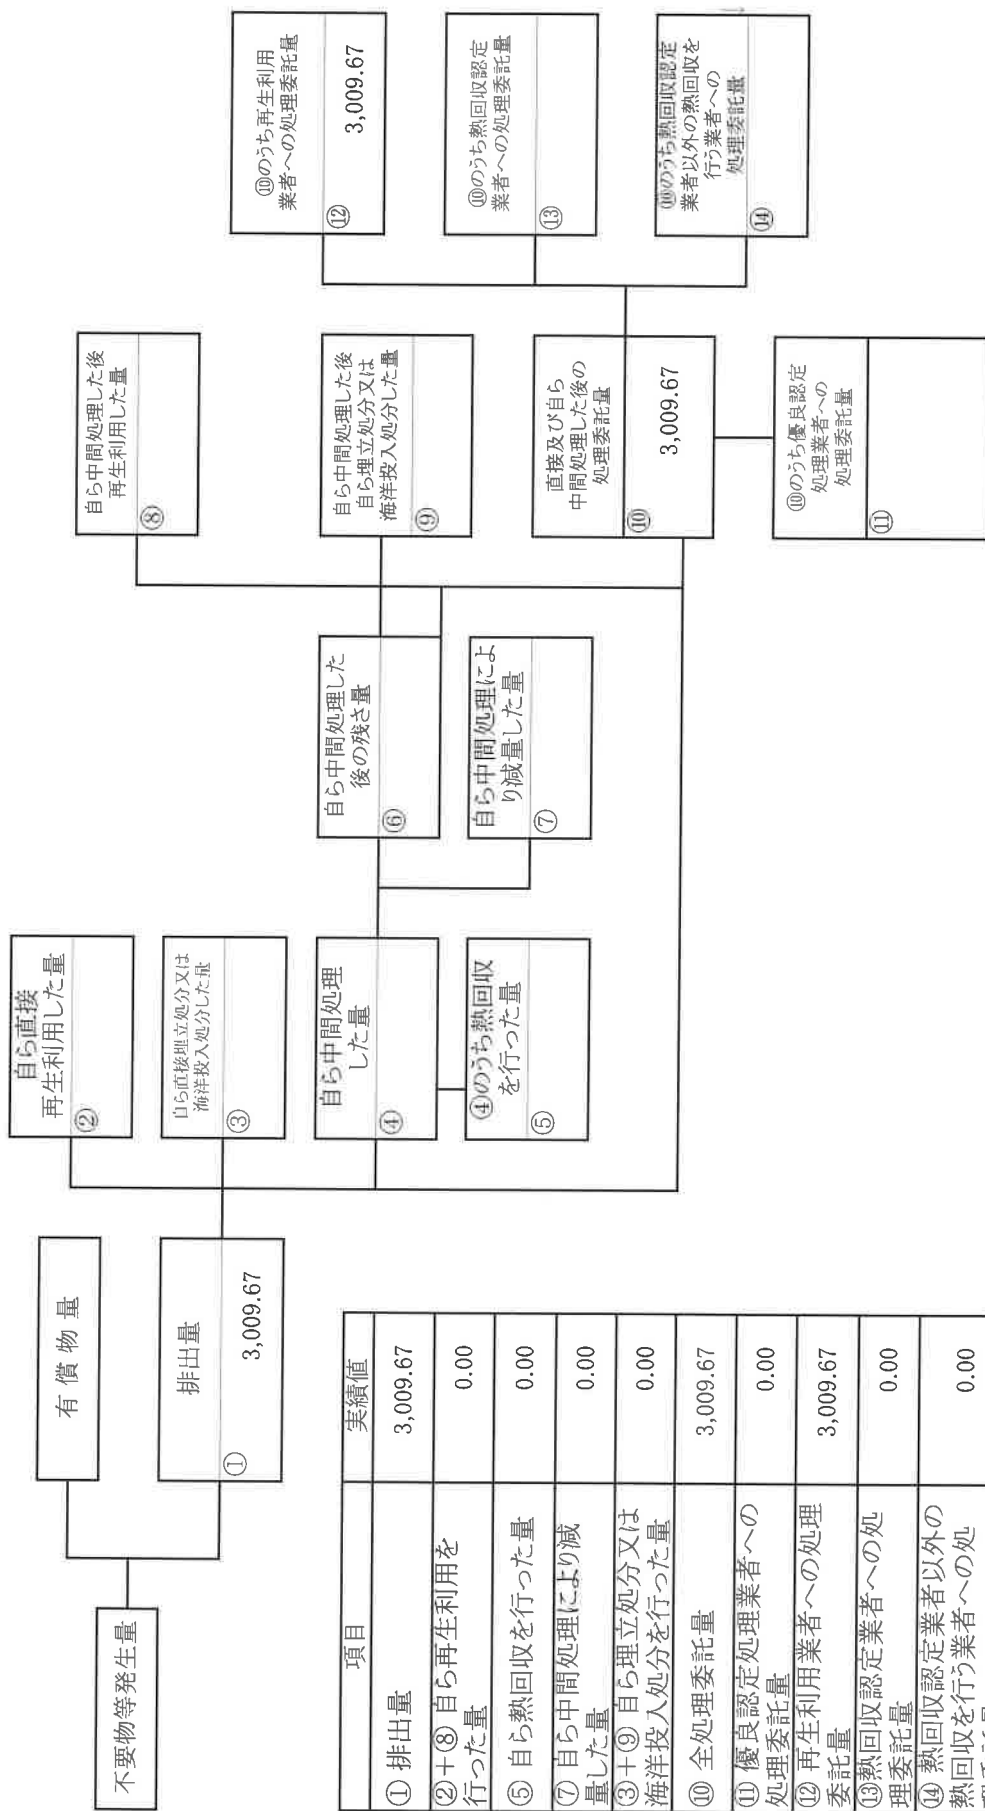 不要物等発生量
有償物量
排出量
①
3,009.67
自ら直接
再生利用した量
②
自ら直接埋立処分又は
海洋投入処分した量
③
自ら中間処理
した量
④
④のうち熱回収
を行った量
⑤
自ら中間処理した
後の残さ量
⑥
自ら中間処理によ
り減量した量
⑦
自ら中間処理した後
再生利用した量
⑧
自ら中間処理した後
自ら埋立処分又は
海洋投入処分した量
⑨
直接及び自ら
中間処理した後の
処理委託量
⑩
3,009.67
⑩のうち優良認定
処理業者への
処理委託量
⑪
⑩のうち再生利用
業者への処理委託量
⑫
3,009.67
⑩のうち熱回収認定
業者への処理委託量
⑬
⑩のうち熱回収認定
業者以外の熱回収を
行う業者への
処理委託量
⑭
項目 実績値
① 排出量 3,009.67
②+⑧ 自ら再生利用を
行った量 0.00
⑤ 自ら熱回収を行った量 0.00
⑦ 自ら中間処理により減
量した量 0.00
③+⑨ 自ら埋立処分又は
海洋投入処分を行った量 0.00
⑩ 全処理委託量 3,009.67
⑪ 優良認定処理業者への
処理委託量 0.00
⑫ 再生利用業者への処理
委託量 3,009.67
⑬熱回収認定業者への処
理委託量 0.00
⑭ 熱回収認定業者以外の
熱回収を行う業者への処 0.00